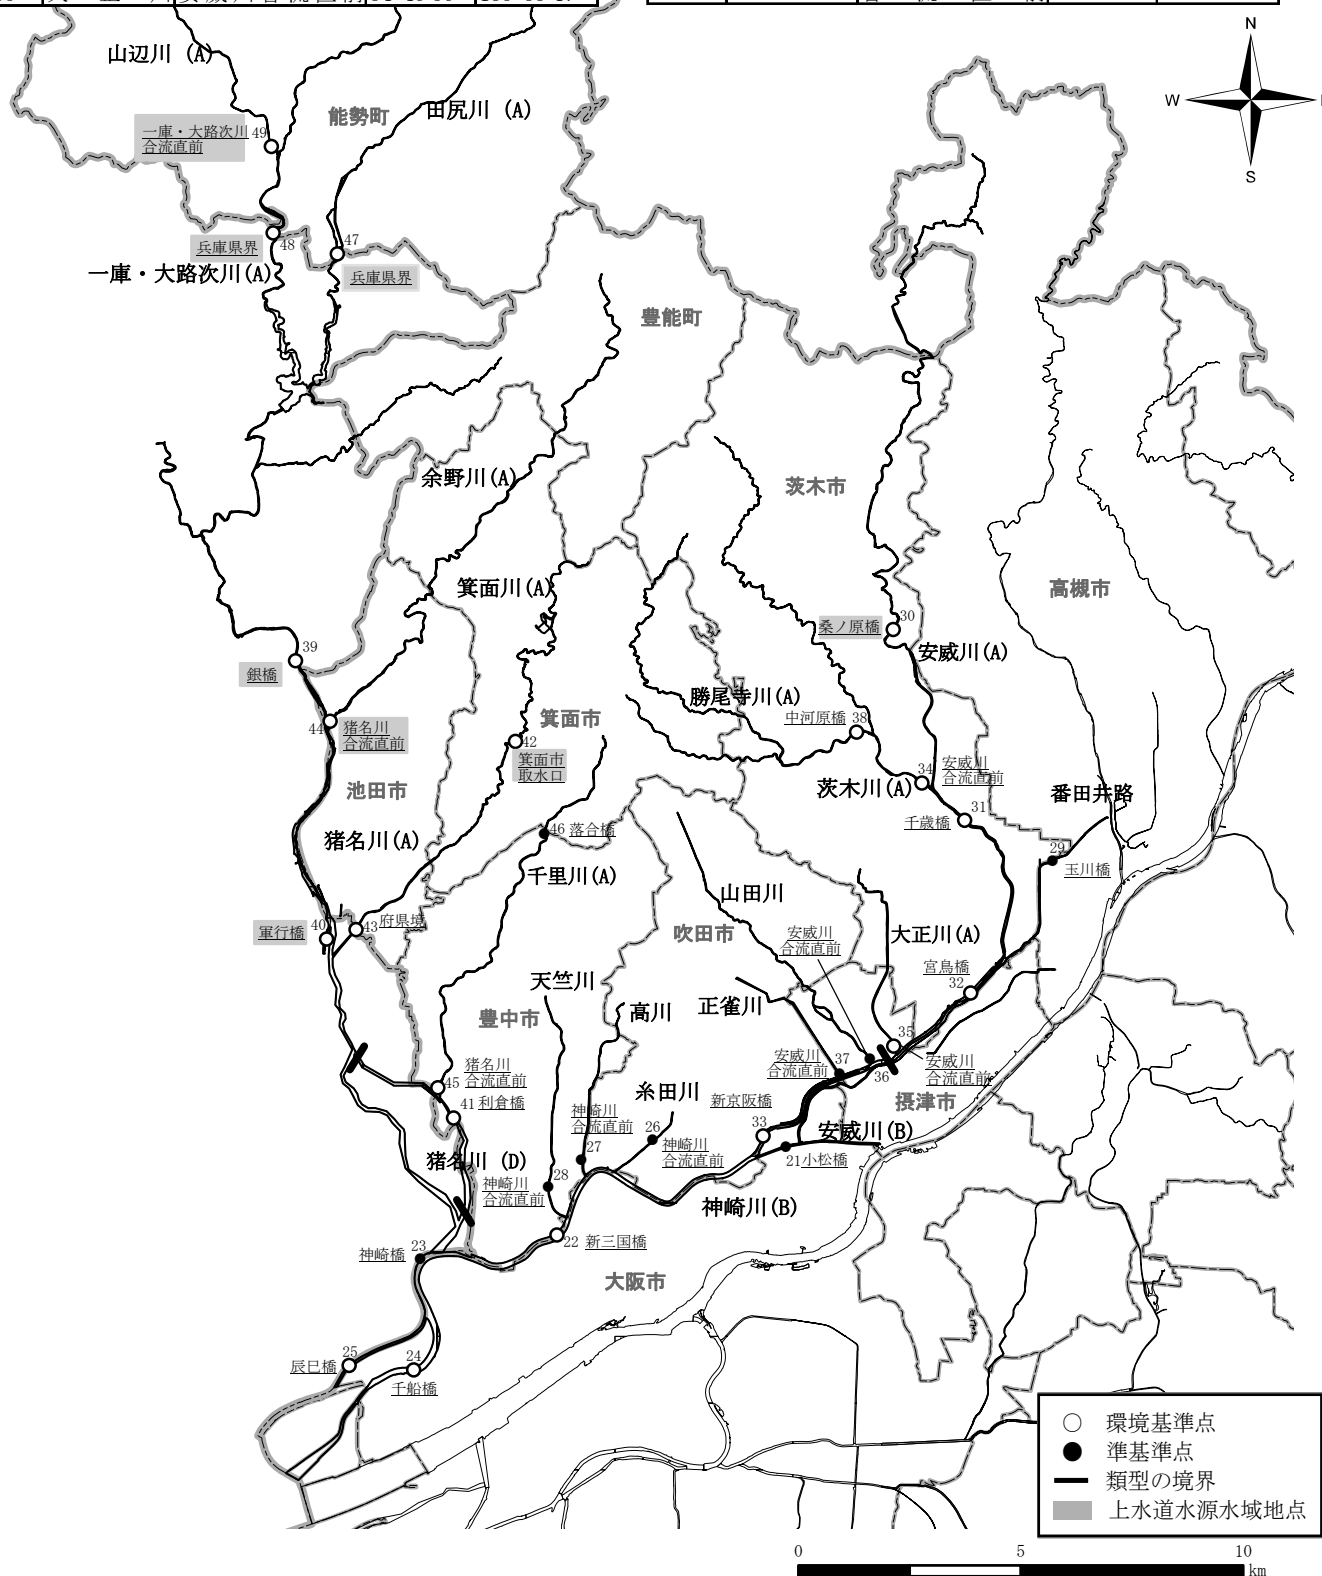 N
W
S
山辺川 (A)
能勢町
田尻川 (A)
一庫・大路次川
合流直前
49
兵庫県界
48
47
兵庫県界
一庫・大路次川(A)
豊能町
余野川(A)
茨木市
箕面川(A)
高槻市
桑ノ原橋
30
安威川(A)
39
銀橋
44
猪名川
合流直前
箕面市
42
箕面市
取水口
勝尾寺川(A)
中河原橋 38
34
安威川
合流直前
茨木川(A)
31
千歳橋
番田井路
29
玉川橋
池田市
猪名川(A)
46 落合橋
千里川(A)
山田川
吹田市
安威川
合流直前
大正川(A)
宮鳥橋
32
軍行橋
40
43 府県境
天竺川
豊中市
高川
正雀川
35
安威川
合流直前
37
36
安威川
合流直前
摂津市
猪名川
合流直前
45
41 利倉橋
神崎川
合流直前
27
糸田川
26
神崎川
合流直前
新京阪橋
33
安威川(B)
21小松橋
猪名川 (D)
神崎川
合流直前
28
神崎川(B)
22 新三国橋
23
神崎橋
大阪市
25
辰巳橋
24
千船橋
環境基準点
準基準点
類型の境界
上水道水源水域地点
0 5 10
km